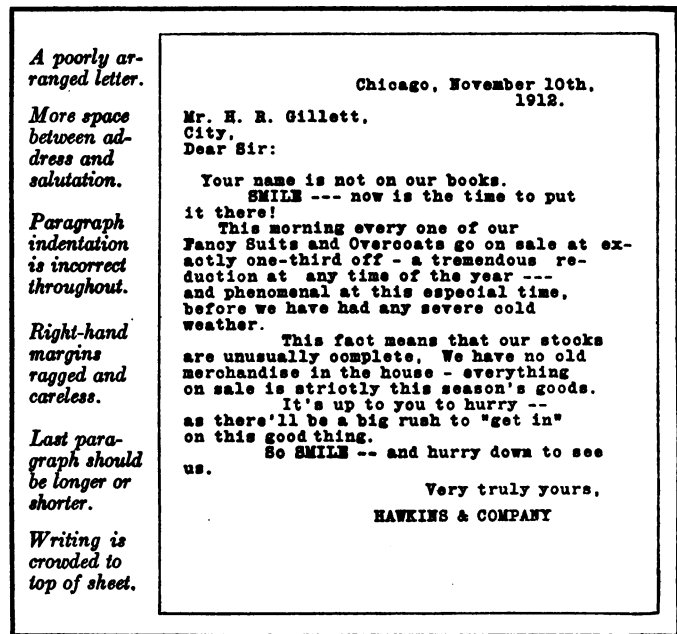 A poorly ar-
ranged letter.
More space
between ad-
dress and
salutation.
Paragraph
indentation
is incorrect
throughout.
Right-hand
margins
ragged and
careless.
Last para-
graph should
be longer or
shorter.
Writing is
crowded to
top of sheet.
Chicago, November 10th,
1912.
Mr. H. R. Gillett,
City,
Dear Sir:
Your name is not on our books.
SMILE --- now is the time to put
it there!
This morning every one of our
Fancy Suits and Overcoats go on sale at ex-
actly one-third off - a tremendous re-
duction at any time of the year ---
and phenomenal at this especial time,
before we have had any severe cold
weather.
This fact means that our stocks
are unusually complete, We have no old
merchandise in the house - everything
on sale is strictly this season's goods.
It's up to you to hurry --
as there'll be a big rush to "get in"
on this good thing.
So SMILE -- and hurry down to see
us.
Very truly yours,
HAWKINS & COMPANY